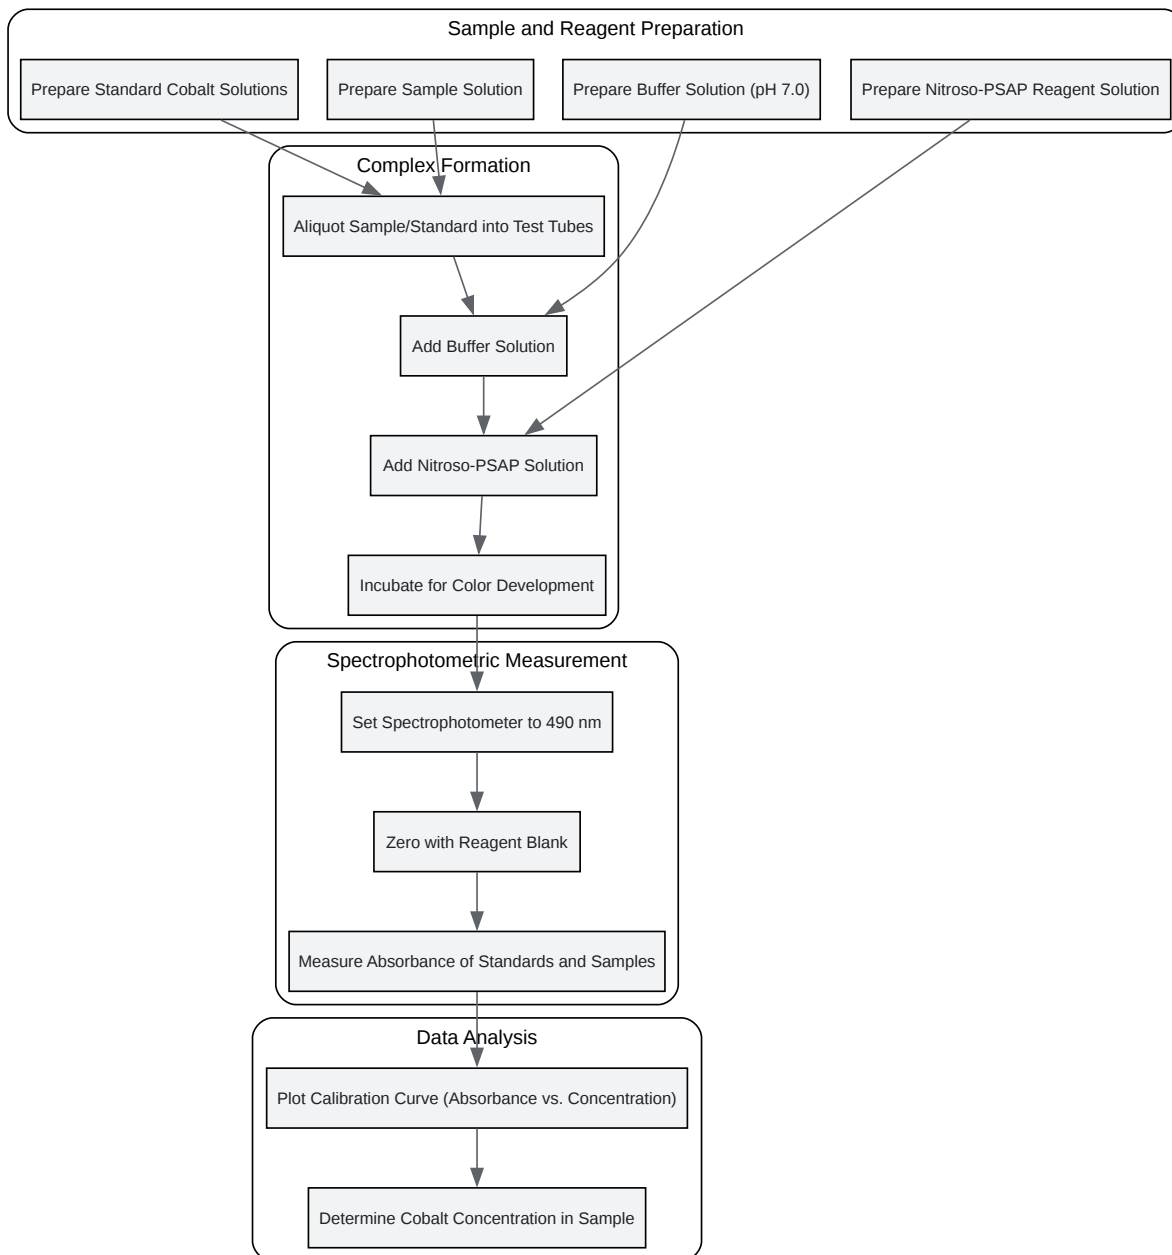 Sample and Reagent Preparation
Prepare Standard Cobalt Solutions
Prepare Sample Solution
Prepare Buffer Solution (pH 7.0)
Prepare Nitroso-PSAP Reagent Solution
Complex Formation
Aliquot Sample/Standard into Test Tubes
Add Buffer Solution
Add Nitroso-PSAP Solution
Incubate for Color Development
Spectrophotometric Measurement
Set Spectrophotometer to 490 nm
Zero with Reagent Blank
Measure Absorbance of Standards and Samples
Data Analysis
Plot Calibration Curve (Absorbance vs. Concentration)
Determine Cobalt Concentration in Sample